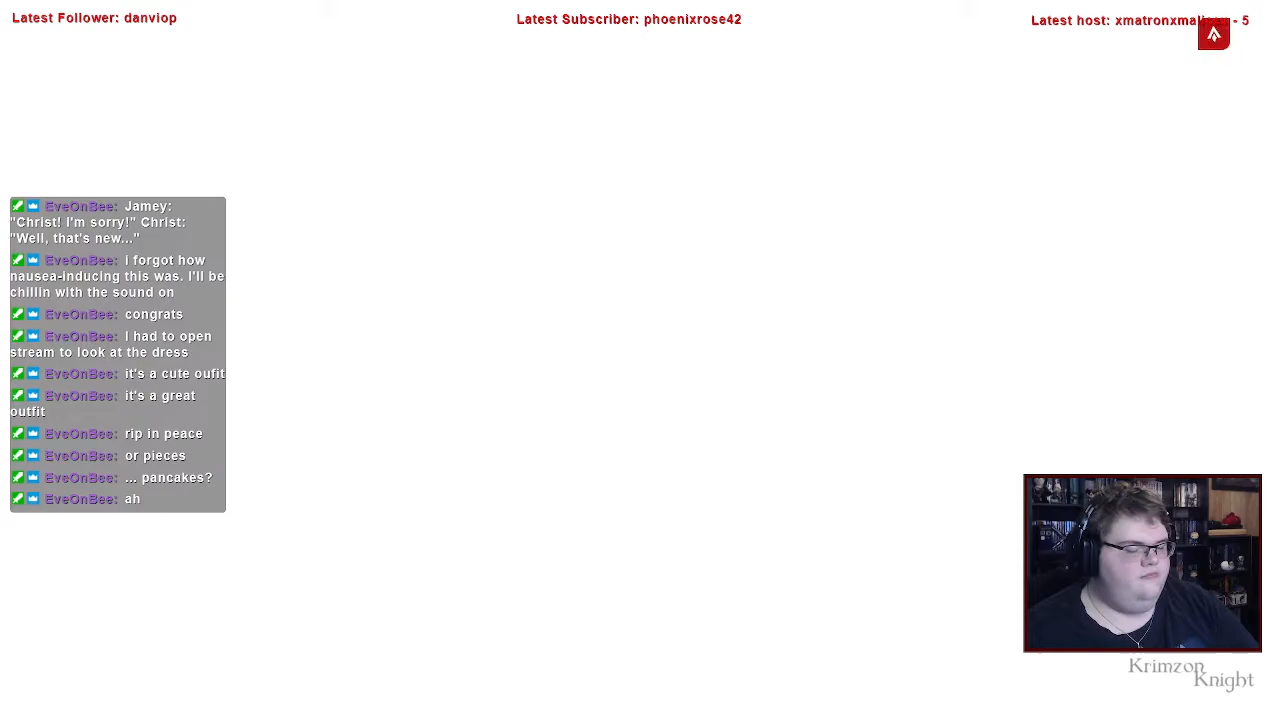 Latest Follower: danviop
Latest Subscriber: phoenixrose42
Latest host: - 5
EveOnBee: Jamey:
"Christ! I'm sorry!" Christ:
"Well, that's new..."
EveOnBee: i forgot how
nausea-inducing this was. I'll be
chillin with the sound on
EveOnBee: congrats
EveOnBee: I had to open
stream to look at the dress
EveOnBee: it's a cute oufit
EveOnBee: it's a great
outfit
EveOnBee: rip in peace
EveOnBee: or pieces
EveOnBee: ... pancakes?
EveOnBee: ah
Krimzon
Knight